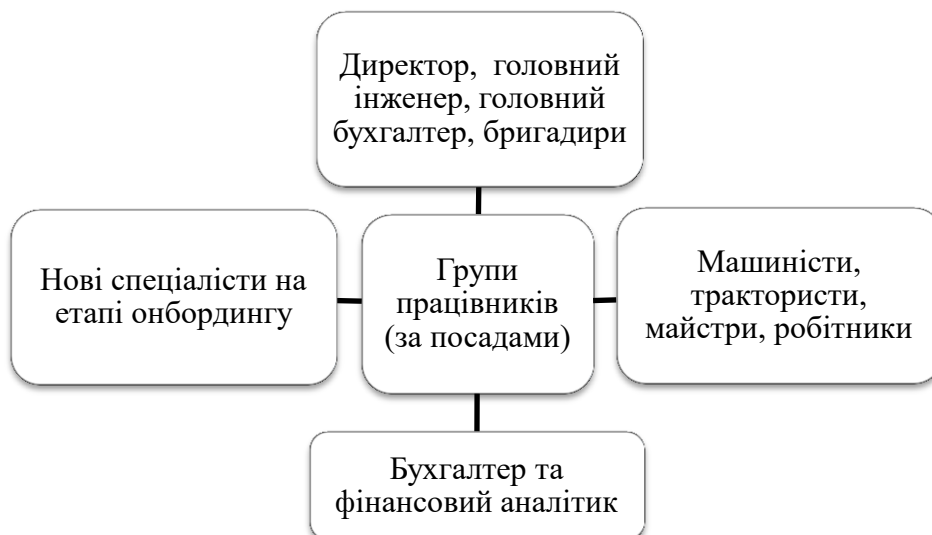 Директор, головний
інженер, головний
бухгалтер, бригадири
Нові спеціалісти на
етапі онбордингу
Групи
працівників
(за посадами)
Машиністи,
трактористи,
майстри, робітники
Бухгалтер та
фінансовий аналітик